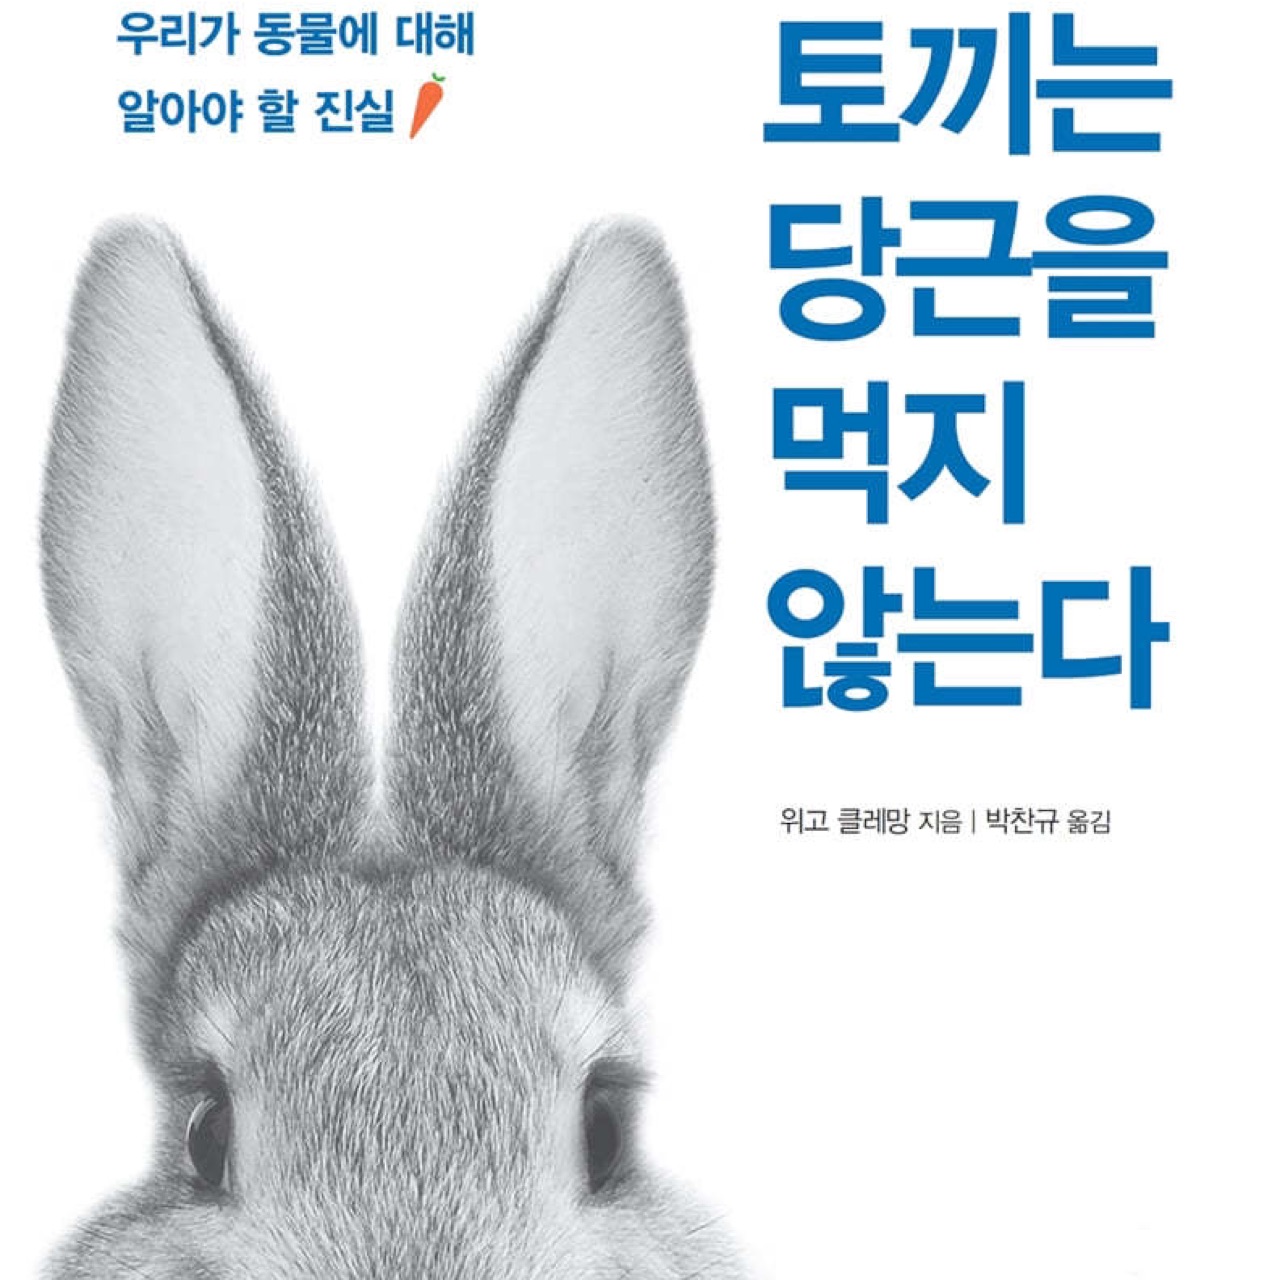 우리가 동물에 대해
알아야 할 진실
토끼는
당근을
먹지
않는다
위고 클레망 지음 | 박찬규 옮김